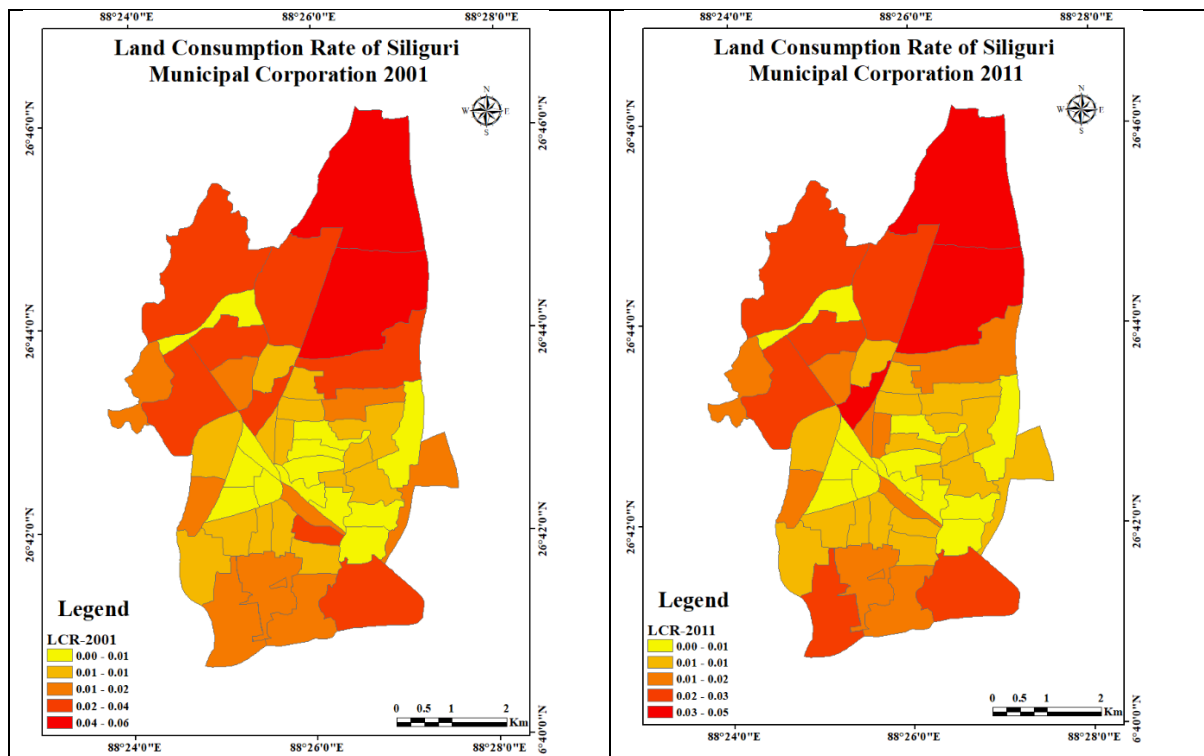 88°24'0"E 88°26'0"E 88°28'0"E
Land Consumption Rate of Siliguri
Municipal Corporation 2001
N
W E
S
26°46'0"N 26°46'0"N
26°44'0"N 26°44'0"N
26°42'0"N 26°42'0"N
Legend
LCR-2001
0.00 - 0.01
0.01 - 0.01
0.01 - 0.02
0.02 - 0.04
0.04 - 0.06
0 0.5 1 2
Km
6°40'0"N
88°24'0"E 88°26'0"E 88°28'0"E
88°24'0"E 88°26'0"E 88°28'0"E
Land Consumption Rate of Siliguri
Municipal Corporation 2011
N
W E
S
26°46'0"N 26°46'0"N
26°44'0"N 26°44'0"N
26°42'0"N 26°42'0"N
Legend
LCR-2011
0.00 - 0.01
0.01 - 0.01
0.01 - 0.02
0.02 - 0.03
0.03 - 0.05
0 0.5 1 2
Km
6°40'0"N
88°24'0"E 88°26'0"E 88°28'0"E